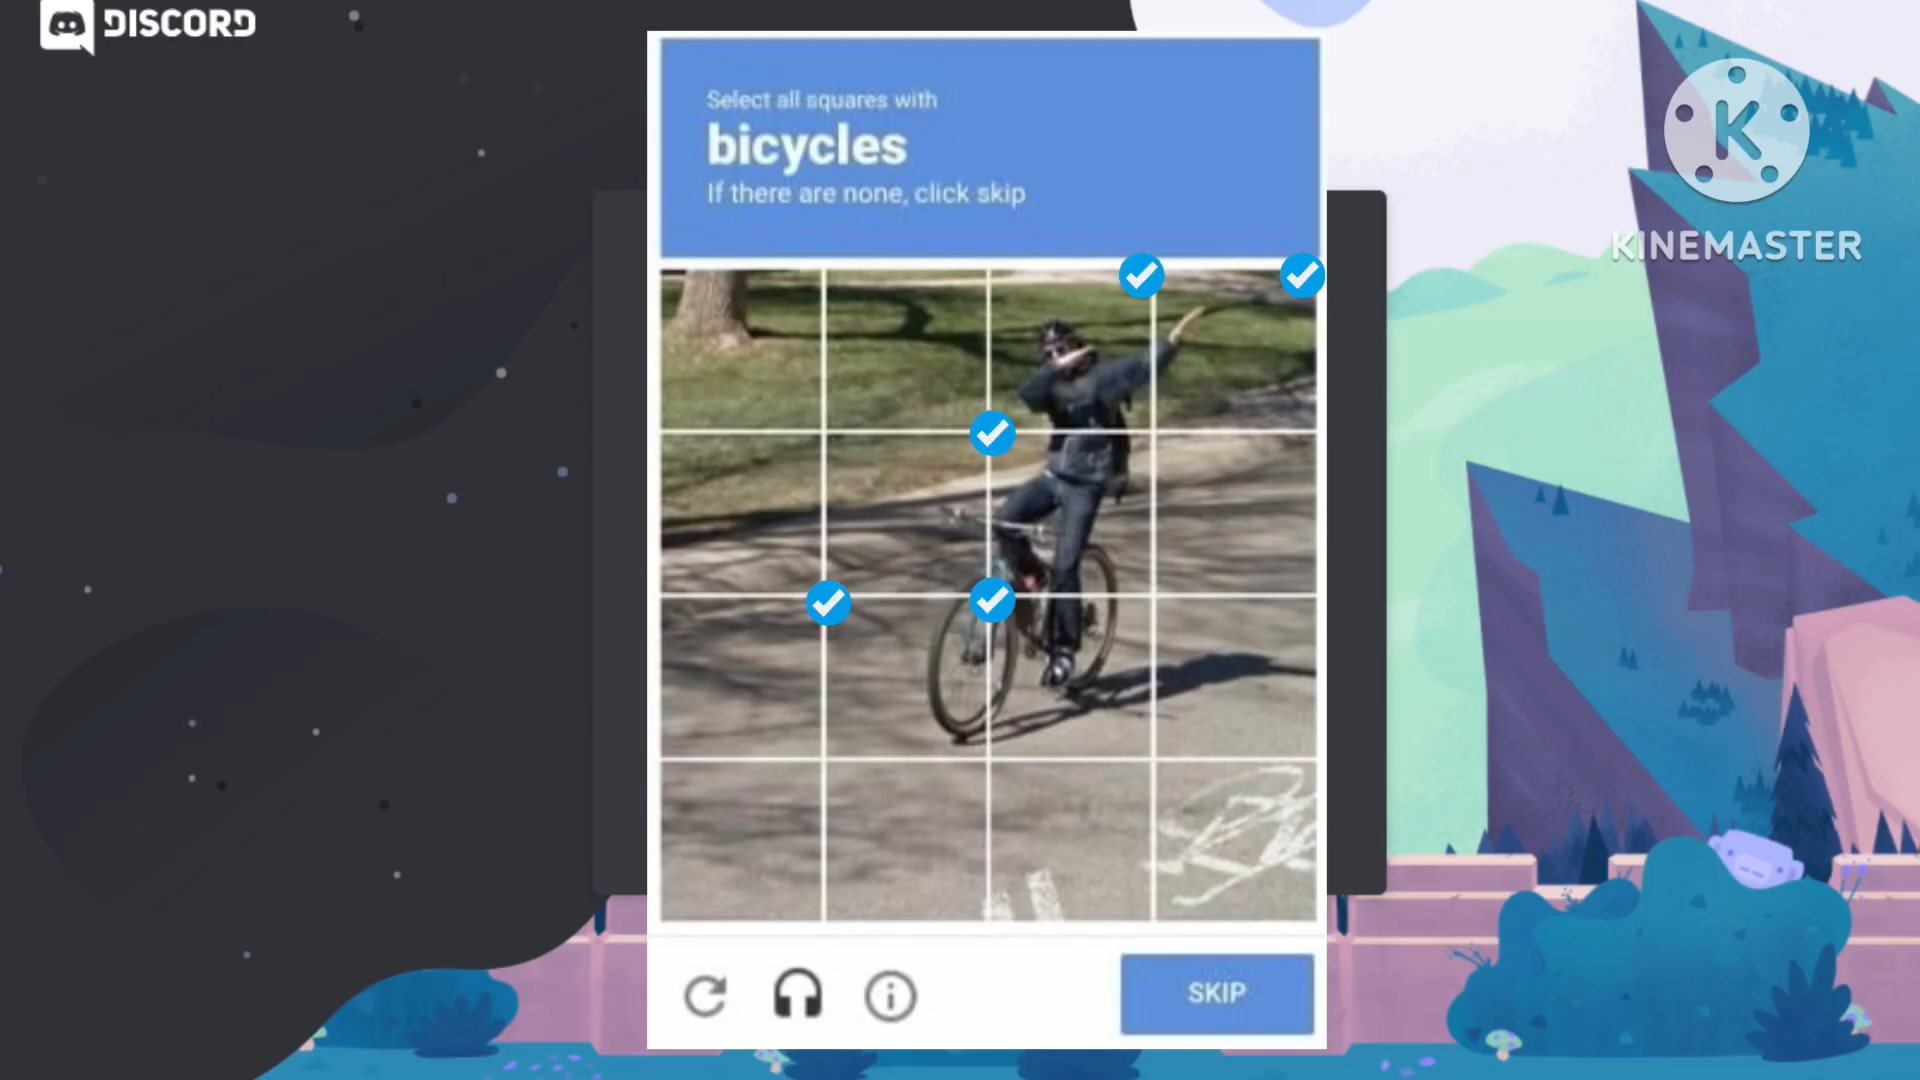 DISCORD
Select all squares with
bicycles
If there are none, click skip
K
KINEMASTER
SKIP